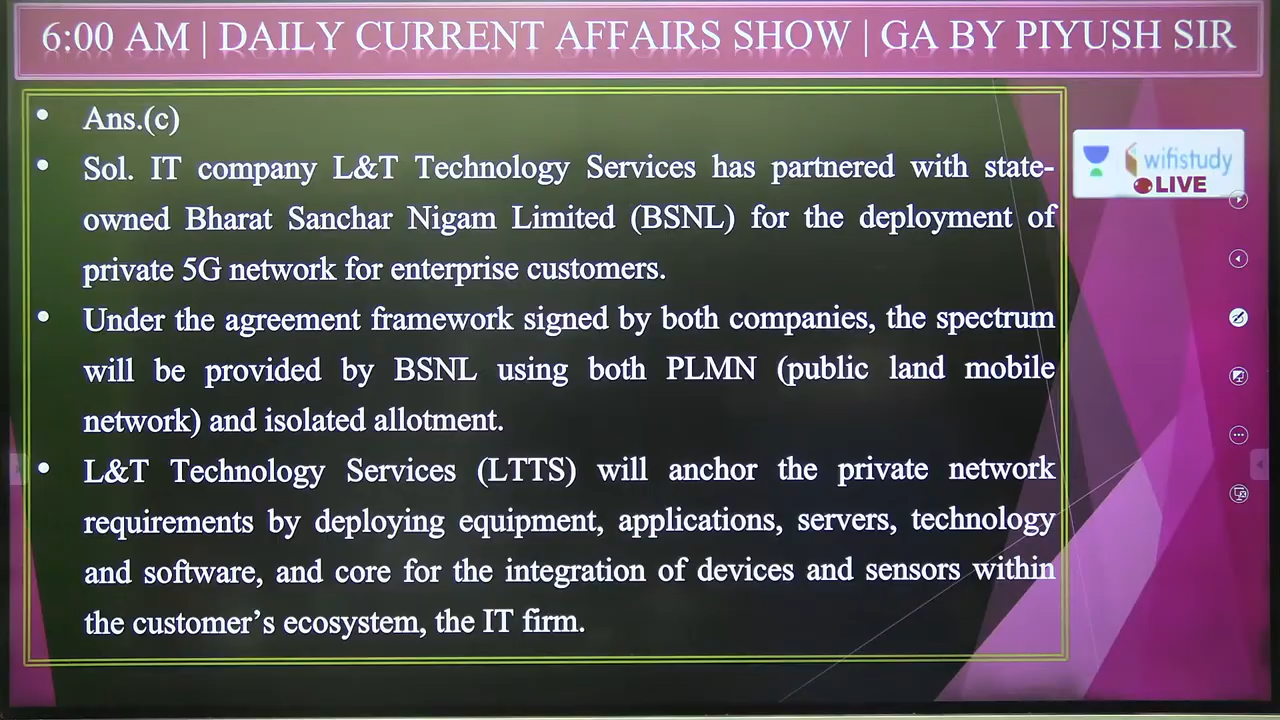 6:00 AM | DAILY CURRENT AFFAIRS SHOW | GA BY PIYUSH SIR
• Ans.(c)
• Sol. IT company L&T Technology Services has partnered with state-
owned Bharat Sanchar Nigam Limited (BSNL) for the deployment of
private 5G network for enterprise customers.
• Under the agreement framework signed by both companies, the spectrum
will be provided by BSNL using both PLMN (public land mobile
network) and isolated allotment.
• L&T Technology Services (LTTS) will anchor the private network
requirements by deploying equipment, applications, servers, technology
and software, and core for the integration of devices and sensors within
the customer’s ecosystem, the IT firm.
wifistudy
LIVE